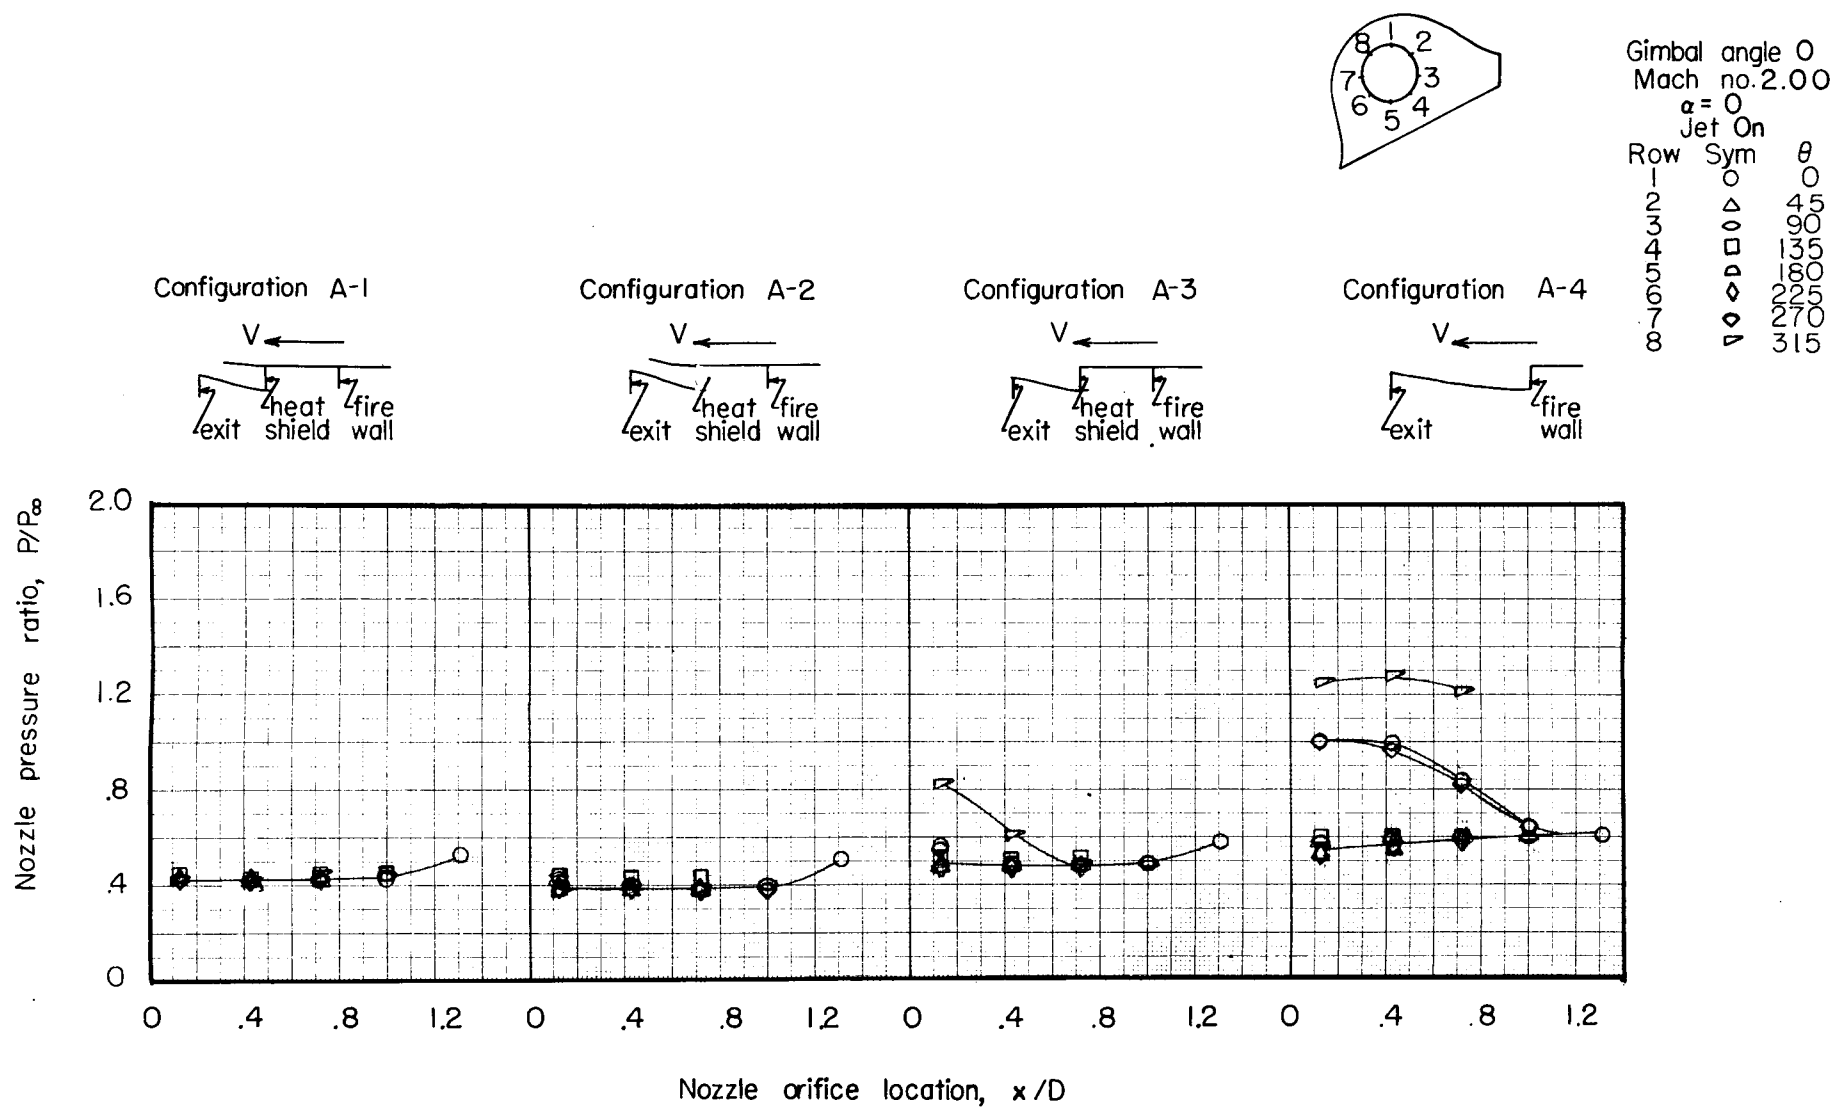 8 1 2
7 3
6 5 4
Gimbal angle 0
Mach no. 2.00
α = 0
Jet On
Row Sym θ
1 0
2 45
3 90
4 135
5 180
6 225
7 270
8 315
Configuration A-1
V
heat shield
fire wall
exit
Configuration A-2
V
heat shield
fire wall
exit
Configuration A-3
V
heat shield
fire wall
exit
Configuration A-4
V
fire wall
exit
Nozzle pressure ratio, P/P∞
2.0
1.6
1.2
.8
.4
0
0 .4 .8 1.2 0 .4 .8 1.2 0 .4 .8 1.2 0 .4 .8 1.2
Nozzle orifice location, x/D